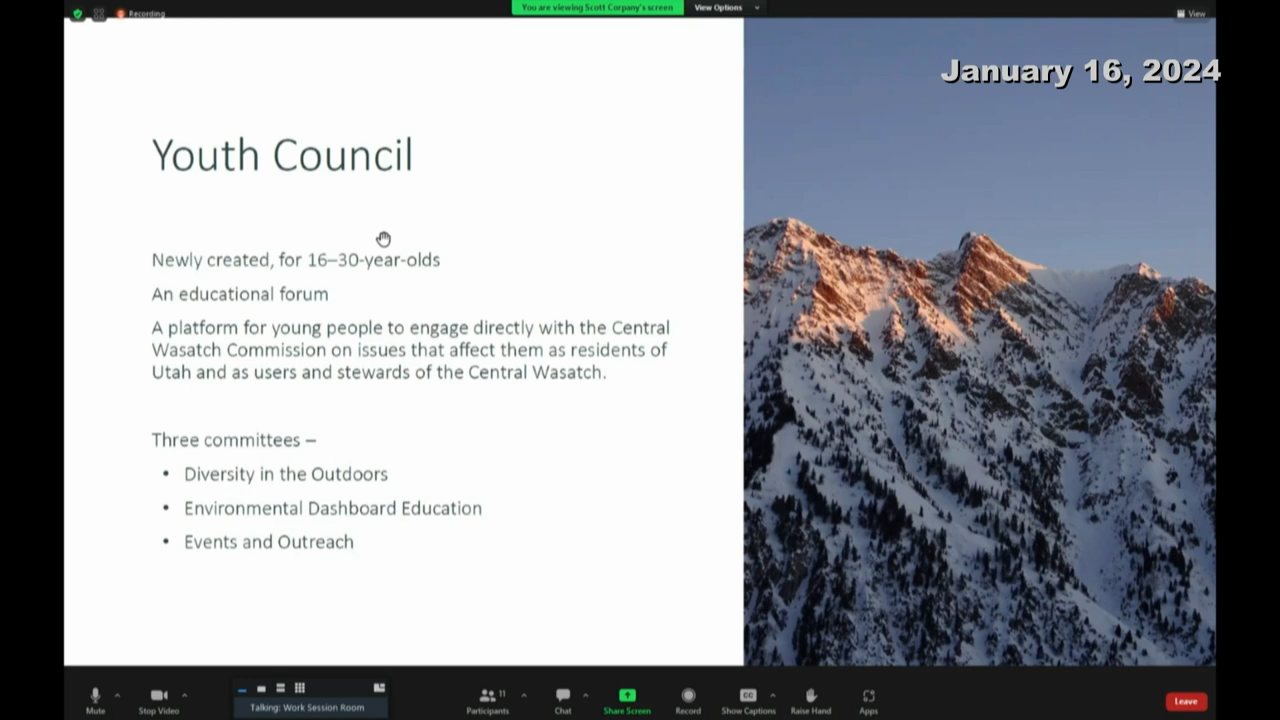 Recording
You are viewing Scott Corpany's screen
View Options
View
January 16, 2024
Youth Council
Newly created, for 16–30-year-olds
An educational forum
A platform for young people to engage directly with the Central
Wasatch Commission on issues that affect them as residents of
Utah and as users and stewards of the Central Wasatch.
Three committees –
• Diversity in the Outdoors
• Environmental Dashboard Education
• Events and Outreach
Mute
Stop Video
Talking: Work Session Room
Participants
11
Chat
Share Screen
Record
CC
Show Captions
Raise Hand
Apps
Leave